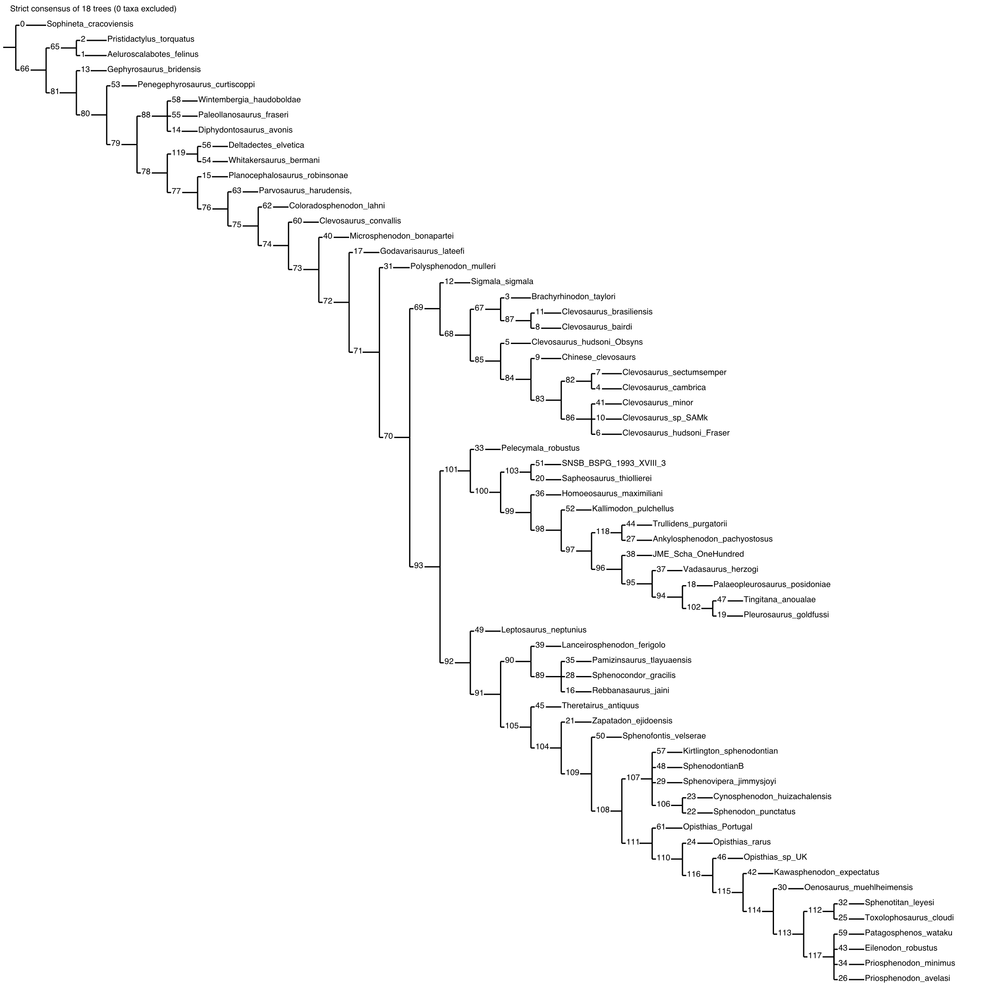 Strict consensus of 18 trees (0 taxa excluded)
0 Sophineta_cracoviensis
2 Pristidactylus_torquatus
65
1 Aeluroscalabotes_felinus
66
13 Gephyrosaurus_bridensis
53 Penegephyrosaurus_curtiscoppi
81
58 Wintembergia_haudoboldae
80
88
55 Paleollanosaurus_fraseri
14 Diphydontosaurus_avonis
79
56 Deltadectes_elvetica
119
54 Whitakersaurus_bermani
78
15 Planocephalosaurus_robinsonae
77
63 Parvosaurus_harudensis,
76
62 Coloradosphenodon_lahni
60 Clevosaurus_convallis
75
40 Microsphenodon_bonapartei
74
17 Godavarisaurus_lateefi
31 Polysphenodon_mulleri
73
12 Sigmala_sigmala
3 Brachyrhinodon_taylori
72
69
67
11 Clevosaurus_brasiliensis
87
8 Clevosaurus_bairdi
68
5 Clevosaurus_hudsoni_Obsyns
71
9 Chinese_clevosaurs
85
7 Clevosaurus_sectumsemper
84
82
4 Clevosaurus_cambrica
83
41 Clevosaurus_minor
86
10 Clevosaurus_sp_SAMk
6 Clevosaurus_hudsoni_Fraser
70
33 Pelecymala_robustus
51 SNSB_BSPG_1993_XVIII_3
101
103
20 Sapheosaurus_thiollierei
100
36 Homoeosaurus_maximiliani
52 Kallimodon_pulchellus
99
44 Trullidens_purgatorii
98
118
27 Ankylosphenodon_pachyostosus
97
38 JME_Scha_OneHundred
93
96
37 Vadasaurus_herzogi
95
18 Palaeopleurosaurus_posidoniae
94
47 Tingitana_anoualae
102
19 Pleurosaurus_goldfussi
49 Leptosaurus_neptunius
39 Lanceirosphenodon_ferigolo
92
90
35 Pamizinsaurus_tlayuaensis
89
28 Sphenocondor_gracilis
16 Rebbanasaurus_jaini
91
45 Theretairus_antiquus
21 Zapatadon_ejidoensis
105
50 Sphenofontis_velserae
104
57 Kirtlington_sphenodontian
48 SphenodontianB
109
107
29 Sphenovipera_jimmysjoyi
23 Cynosphenodon_huizachalensis
106
108
22 Sphenodon_punctatus
61 Opisthias_Portugal
111
24 Opisthias_rarus
110
46 Opisthias_sp_UK
116
42 Kawasphenodon_expectatus
30 Oenosaurus_muehlheimensis
115
32 Sphenotitan_leyesi
114
112
25 Toxolophosaurus_cloudi
113
59 Patagosphenos_wataku
43 Eilenodon_robustus
117
34 Priosphenodon_minimus
26 Priosphenodon_avelasi